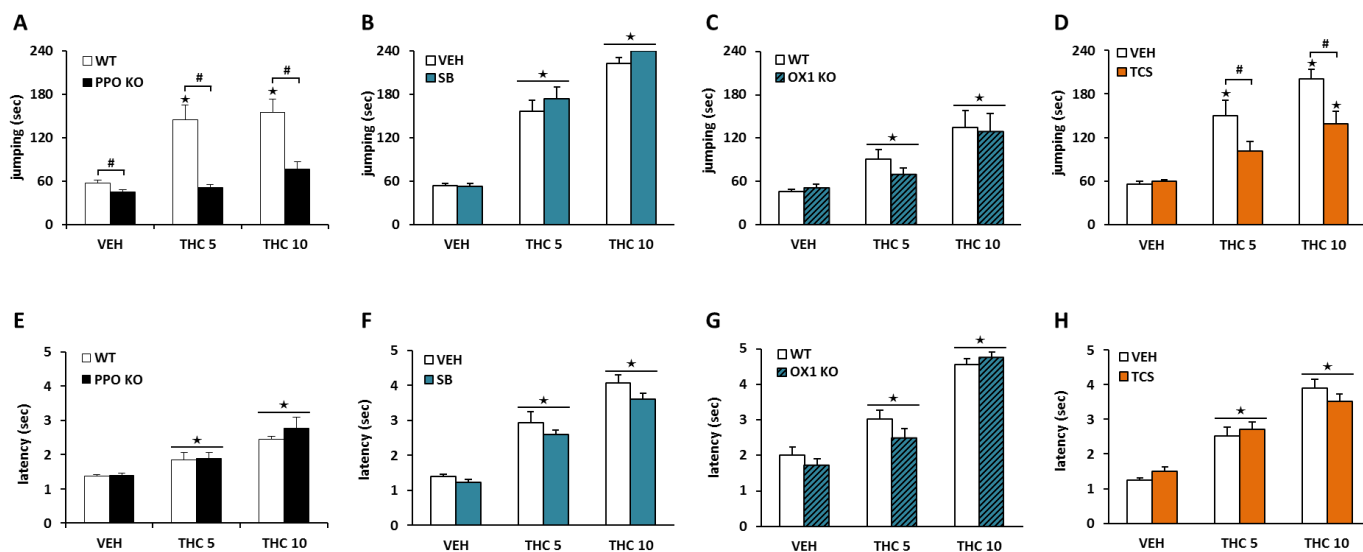 A
240
180
120
60
0
jumping (sec)
WT
PPO KO
#
#
★
#
★
VEH
THC 5
THC 10
B
240
180
120
60
0
jumping (sec)
VEH
SB
★
★
VEH
THC 5
THC 10
C
240
180
120
60
0
jumping (sec)
WT
OX1 KO
★
★
VEH
THC 5
THC 10
D
240
180
120
60
0
jumping (sec)
VEH
TCS
#
★
#
★
★
VEH
THC 5
THC 10
E
5
4
3
2
1
0
latency (sec)
WT
PPO KO
★
★
VEH
THC 5
THC 10
F
5
4
3
2
1
0
latency (sec)
VEH
SB
★
★
VEH
THC 5
THC 10
G
5
4
3
2
1
0
latency (sec)
WT
OX1 KO
★
★
VEH
THC 5
THC 10
H
5
4
3
2
1
0
latency (sec)
VEH
TCS
★
★
VEH
THC 5
THC 10